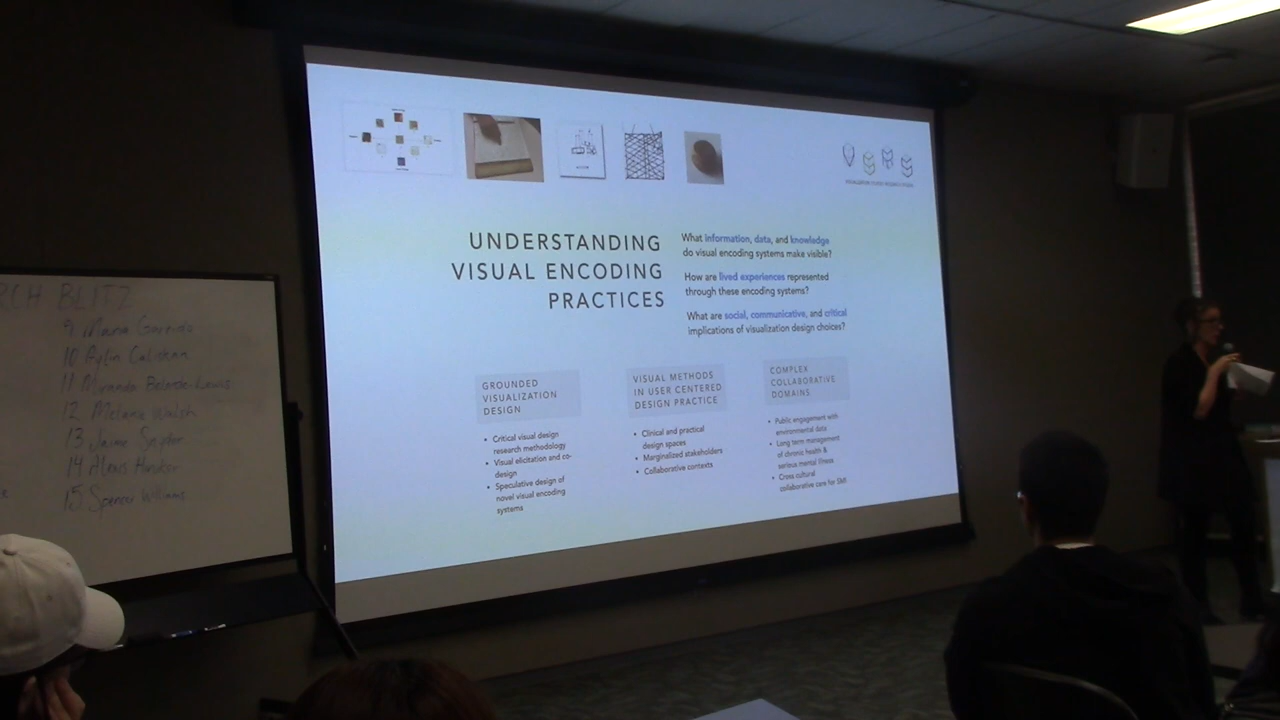 RCH BLITZ
9
10 Aylin Caliskan
11 Miranda
12 Melanie Walsh
13 Jaime Snyder
14 Alexis
15 Spencer Williams
UNDERSTANDING
VISUAL ENCODING
PRACTICES
What information, data, and knowledge
do visual encoding systems make visible?
How are lived experiences represented
through these encoding systems?
What are social, communicative, and critical
implications of visualization design choices?
GROUNDED
VISUALIZATION
DESIGN
• Critical visual design
research methodology
• Visual elicitation and co-
design
• Speculative design of
novel visual encoding
systems
VISUAL METHODS
IN USER CENTERED
DESIGN PRACTICE
• Clinical and practical
design spaces
• Marginalized stakeholders
• Collaborative contexts
COMPLEX
COLLABORATIVE
DOMAINS
• Public engagement with
environmental data
• Long term management
of chronic health &
serious mental illness
• Cross cultural
collaborative care for SMI